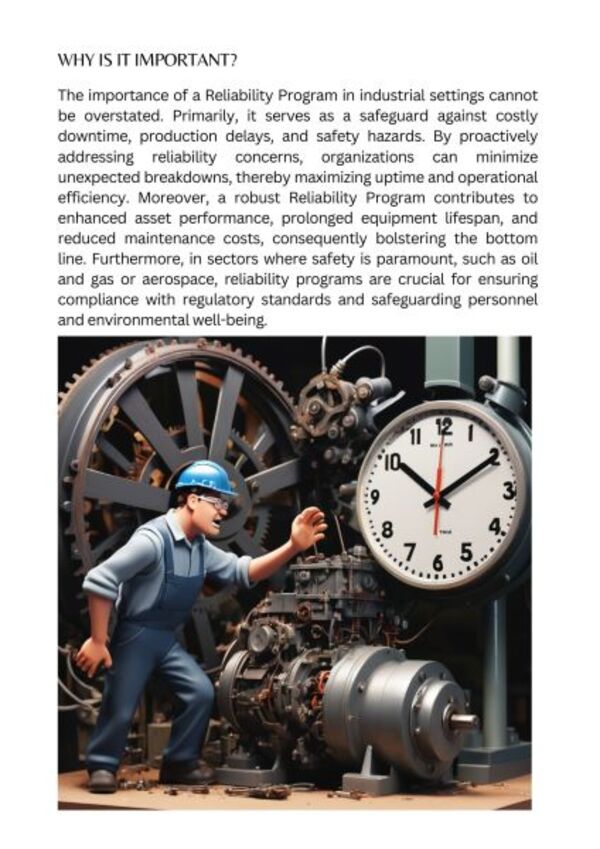 WHY IS IT IMPORTANT?
The importance of a Reliability Program in industrial settings cannot
be overstated. Primarily, it serves as a safeguard against costly
downtime, production delays, and safety hazards. By proactively
addressing reliability concerns, organizations can minimize
unexpected breakdowns, thereby maximizing uptime and operational
efficiency. Moreover, a robust Reliability Program contributes to
enhanced asset performance, prolonged equipment lifespan, and
reduced maintenance costs, consequently bolstering the bottom
line. Furthermore, in sectors where safety is paramount, such as oil
and gas or aerospace, reliability programs are crucial for ensuring
compliance with regulatory standards and safeguarding personnel
and environmental well-being.
11 12
10 2
9 3
8 4
7 6 5